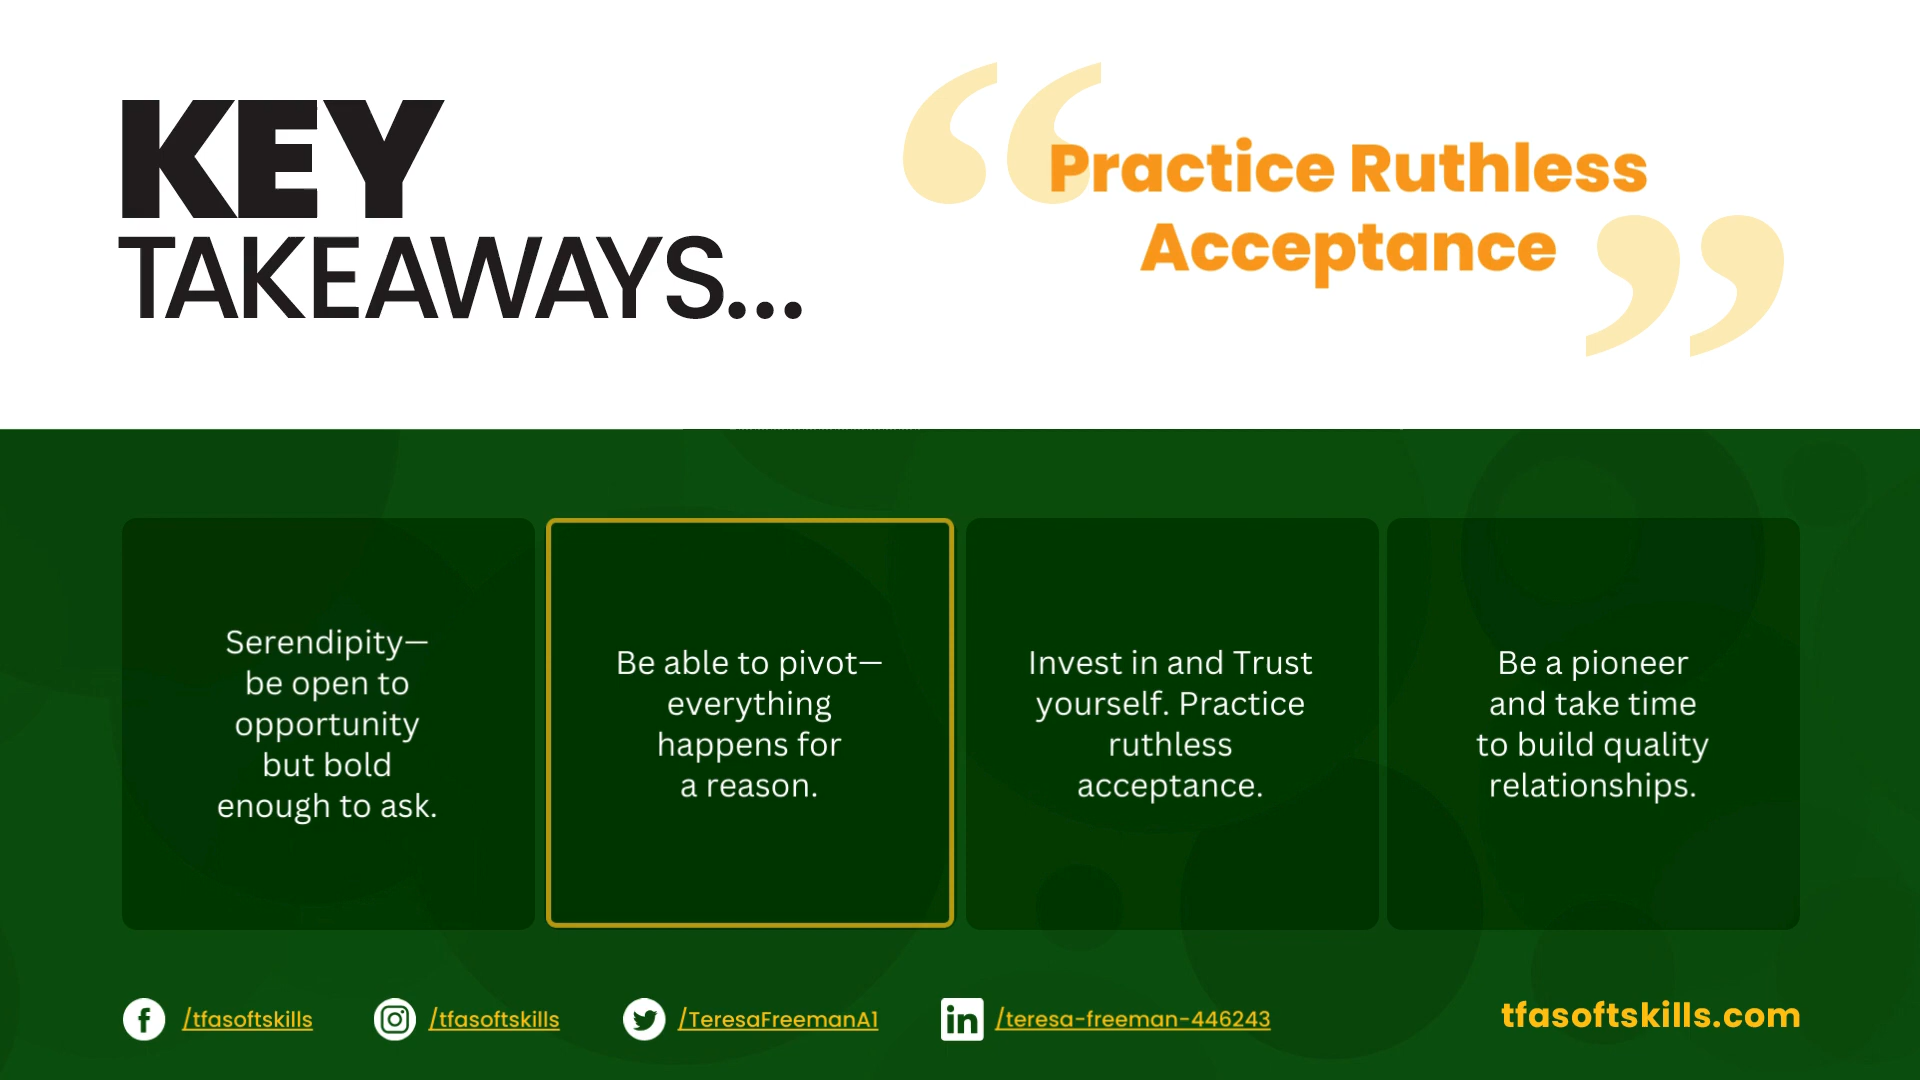 KEY
TAKEAWAYS...
“Practice Ruthless
Acceptance”
Serendipity—
be open to
opportunity
but bold
enough to ask.
Be able to pivot—
everything
happens for
a reason.
Invest in and Trust
yourself. Practice
ruthless
acceptance.
Be a pioneer
and take time
to build quality
relationships.
/tfasoftskills
/tfasoftskills
/TeresaFreemanA1
/teresa-freeman-446243
tfasoftskills.com